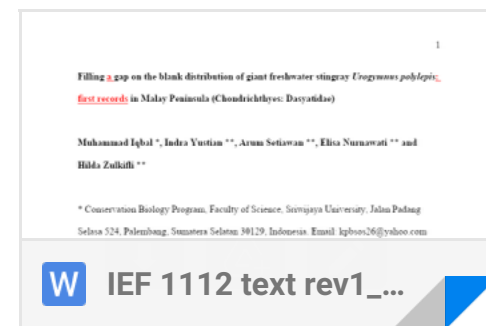 1
Filling a gap on the blank distribution of giant freshwater stingray Urogymnus polylepis:
first records in Malay Peninsula (Chondrichthyes: Dasyatidae)
Muhammad Iqbal *, Indra Yustian **, Arum Setiawan **, Elisa Nurnawati ** and
Hilda Zulkifli **
* Conservation Biology Program, Faculty of Science, Sriwijaya University, Jalan Padang
Selasa 524, Palembang, Sumatera Selatan 30129, Indonesia. Email: kpbsos26@yahoo.com
W IEF 1112 text rev1_...